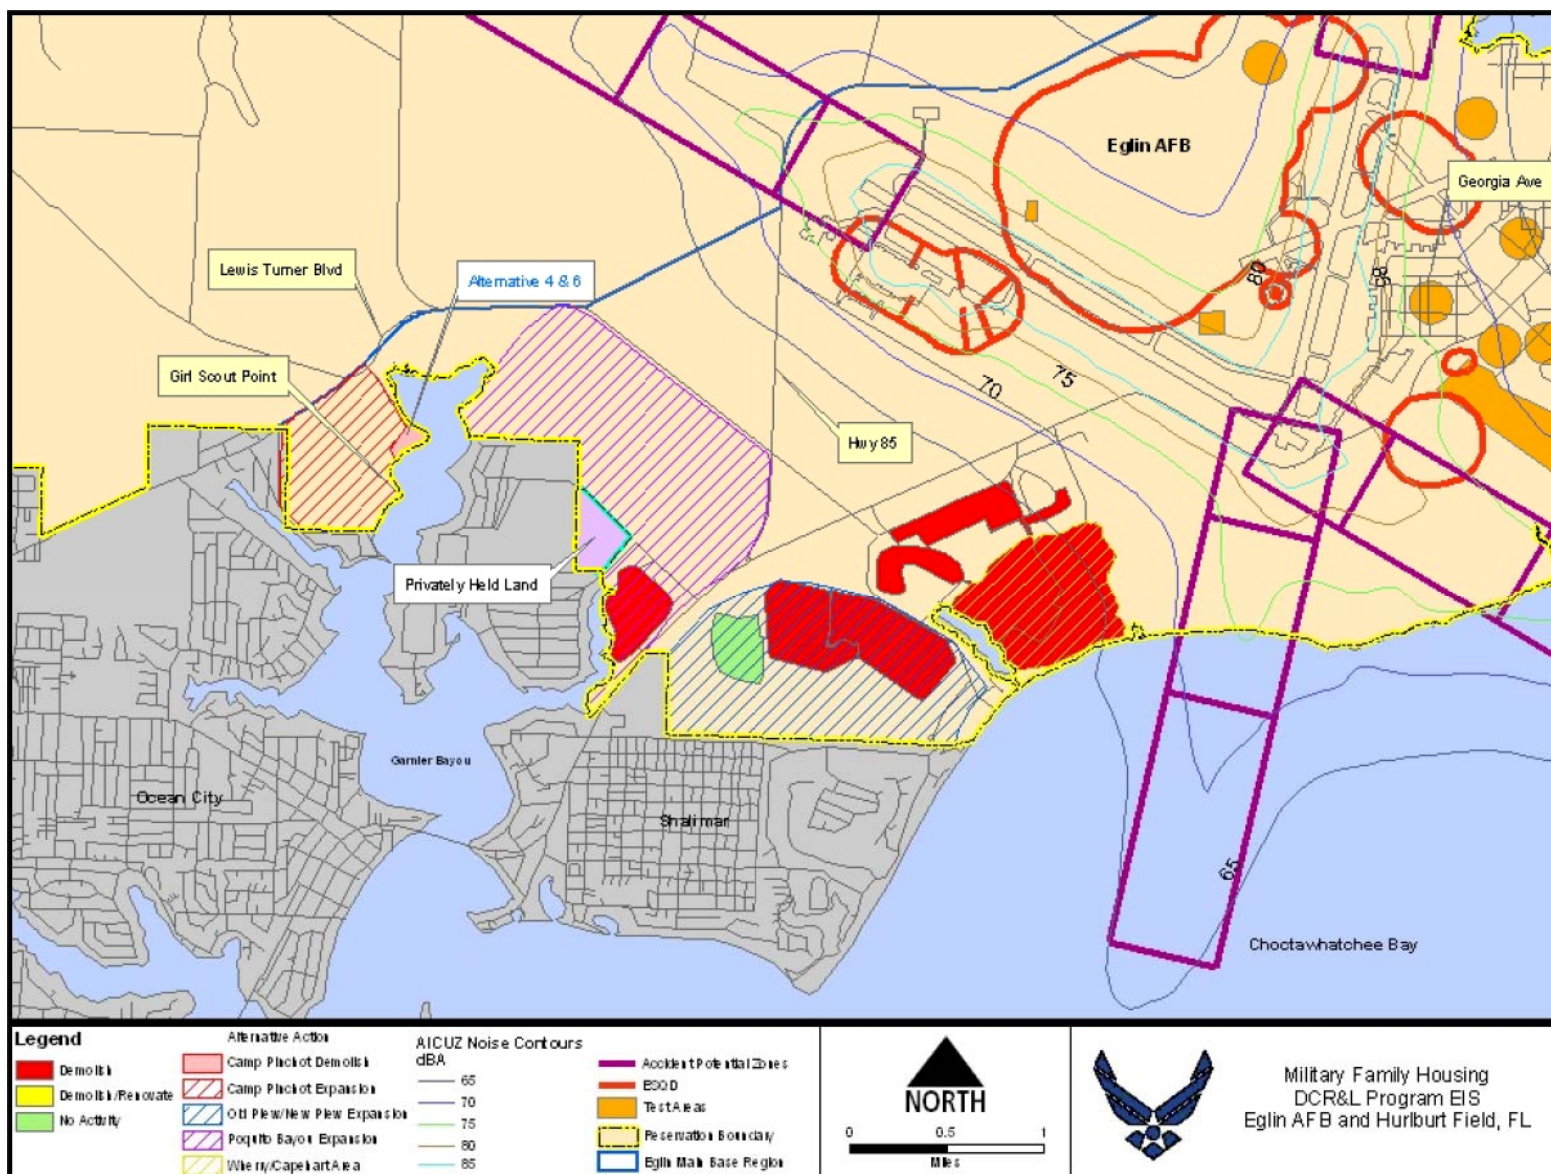 Eglin AFB
Georgia Ave
Lewis Turner Blvd
Alternative 4 & 6
80
85
Girl Scout Point
75
70
Hwy 85
Privately Held Land
Garnier Bayou
Ocean City
Shalimar
65
Choctawhatchee Bay
Legend
Demolish
Demolish/Renovate
No Activity
Alternative Action
Camp Pinchot Demolish
Camp Pinchot Expansion
Old Plew/New Plew Expansion
Poquito Bayou Expansion
Wherry/Capehart Area
AICUZ Noise Contours
dBA
65
70
75
80
85
Accident Potential Zones
ESQD
Test Areas
Reservation Boundary
Eglin Main Base Region
NORTH
0 0.5 1
Miles
Military Family Housing
DCR&L Program EIS
Eglin AFB and Hurlburt Field, FL